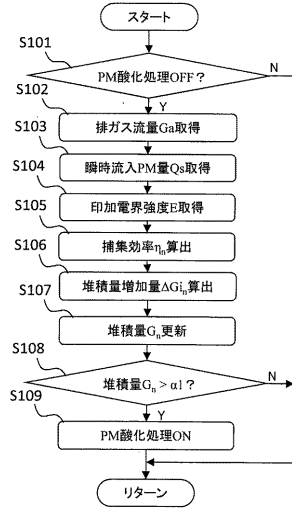 スタート
S101
PM酸化処理OFF？
N
Y
S102
排ガス流量Ga取得
S103
瞬時流入PM量Qs取得
S104
印加電界強度E取得
S105
捕集効率ηn算出
S106
堆積量増加量ΔGin算出
S107
堆積量Gn更新
S108
堆積量Gn > α1？
N
Y
S109
PM酸化処理ON
リターン